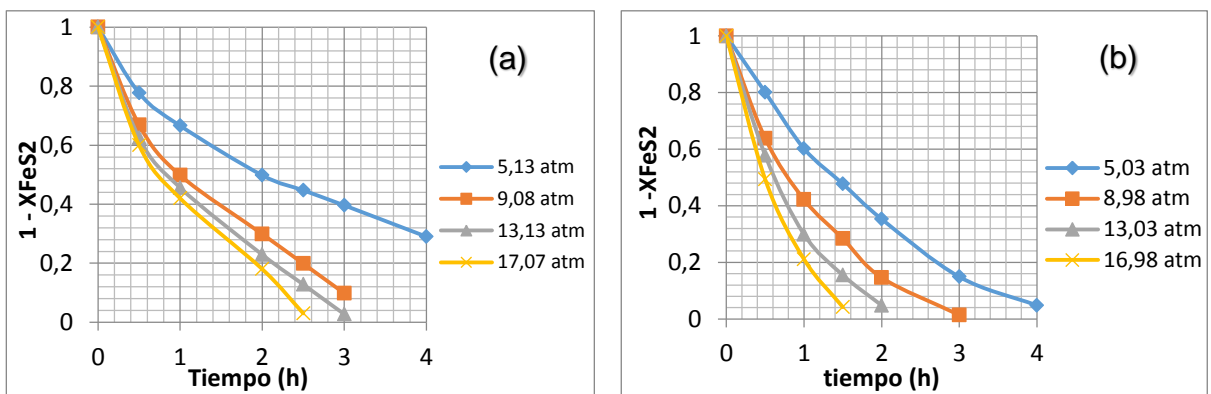 (a)
1 - XFeS2
1
0,8
0,6
0,4
0,2
0
0 1 2 3 4
Tiempo (h)
5,13 atm
9,08 atm
13,13 atm
17,07 atm
(b)
1 -XFeS2
1
0,8
0,6
0,4
0,2
0
0 1 2 3 4
tiempo (h)
5,03 atm
8,98 atm
13,03 atm
16,98 atm